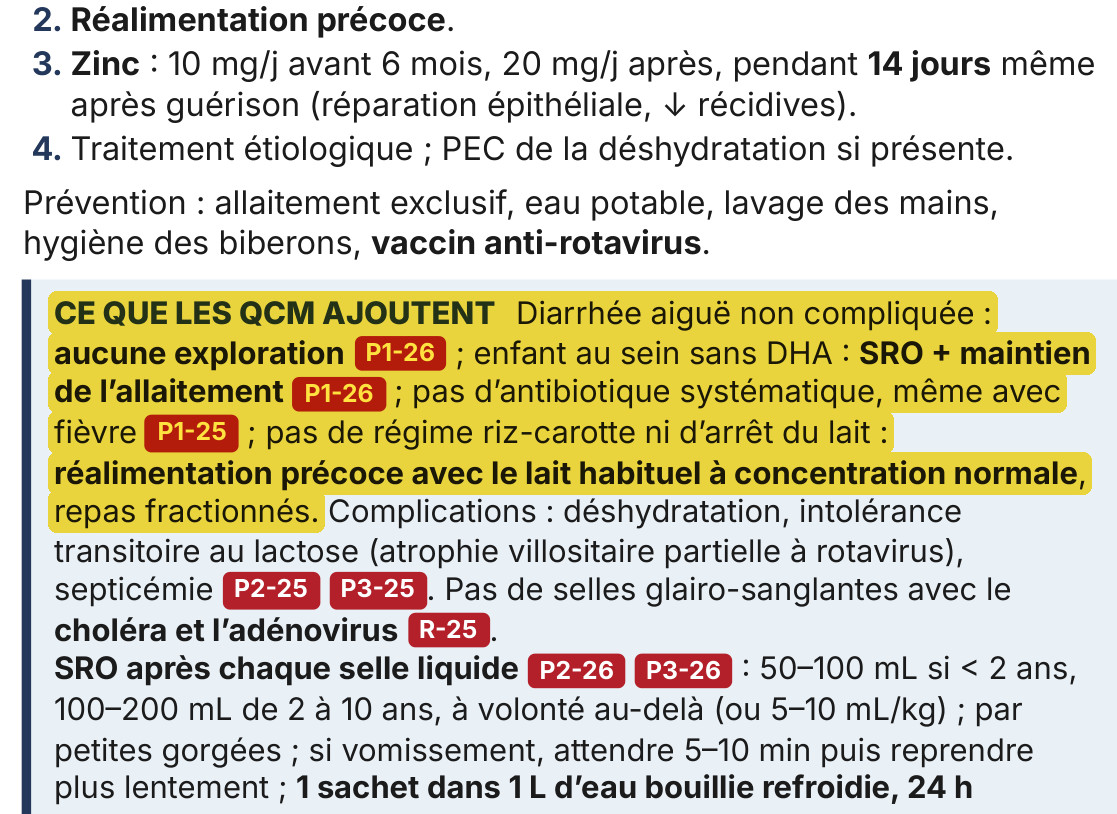 2. Réalimentation précoce.
3. Zinc : 10 mg/j avant 6 mois, 20 mg/j après, pendant 14 jours même
après guérison (réparation épithéliale, ↓ récidives).
4. Traitement étiologique ; PEC de la déshydratation si présente.
Prévention : allaitement exclusif, eau potable, lavage des mains,
hygiène des biberons, vaccin anti-rotavirus.
CE QUE LES QCM AJOUTENT Diarrhée aiguë non compliquée :
aucune exploration P1-26 ; enfant au sein sans DHA : SRO + maintien
de l’allaitement P1-26 ; pas d’antibiotique systématique, même avec
fièvre P1-25 ; pas de régime riz-carotte ni d’arrêt du lait :
réalimentation précoce avec le lait habituel à concentration normale,
repas fractionnés. Complications : déshydratation, intolérance
transitoire au lactose (atrophie villositaire partielle à rotavirus),
septicémie P2-25 P3-25. Pas de selles glairo-sanglantes avec le
choléra et l’adénovirus R-25.
SRO après chaque selle liquide P2-26 P3-26 : 50–100 mL si < 2 ans,
100–200 mL de 2 à 10 ans, à volonté au-delà (ou 5–10 mL/kg) ; par
petites gorgées ; si vomissement, attendre 5–10 min puis reprendre
plus lentement ; 1 sachet dans 1 L d’eau bouillie refroidie, 24 h